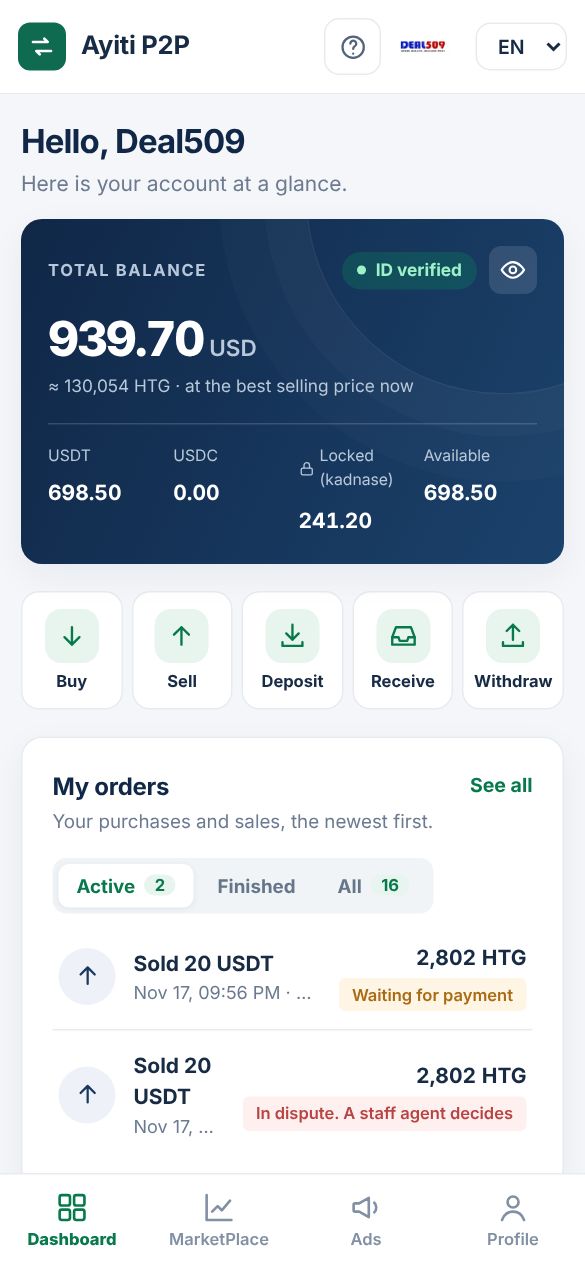 Ayiti P2P
DEAL509
EN
Hello, Deal509
Here is your account at a glance.
TOTAL BALANCE
ID verified
939.70 USD
≈ 130,054 HTG · at the best selling price now
USDT
698.50
USDC
0.00
Locked
(kadnase)
241.20
Available
698.50
Buy
Sell
Deposit
Receive
Withdraw
My orders
See all
Your purchases and sales, the newest first.
Active 2
Finished
All 16
Sold 20 USDT
2,802 HTG
Nov 17, 09:56 PM · ...
Waiting for payment
Sold 20
USDT
2,802 HTG
Nov 17, ...
In dispute. A staff agent decides
Dashboard
MarketPlace
Ads
Profile